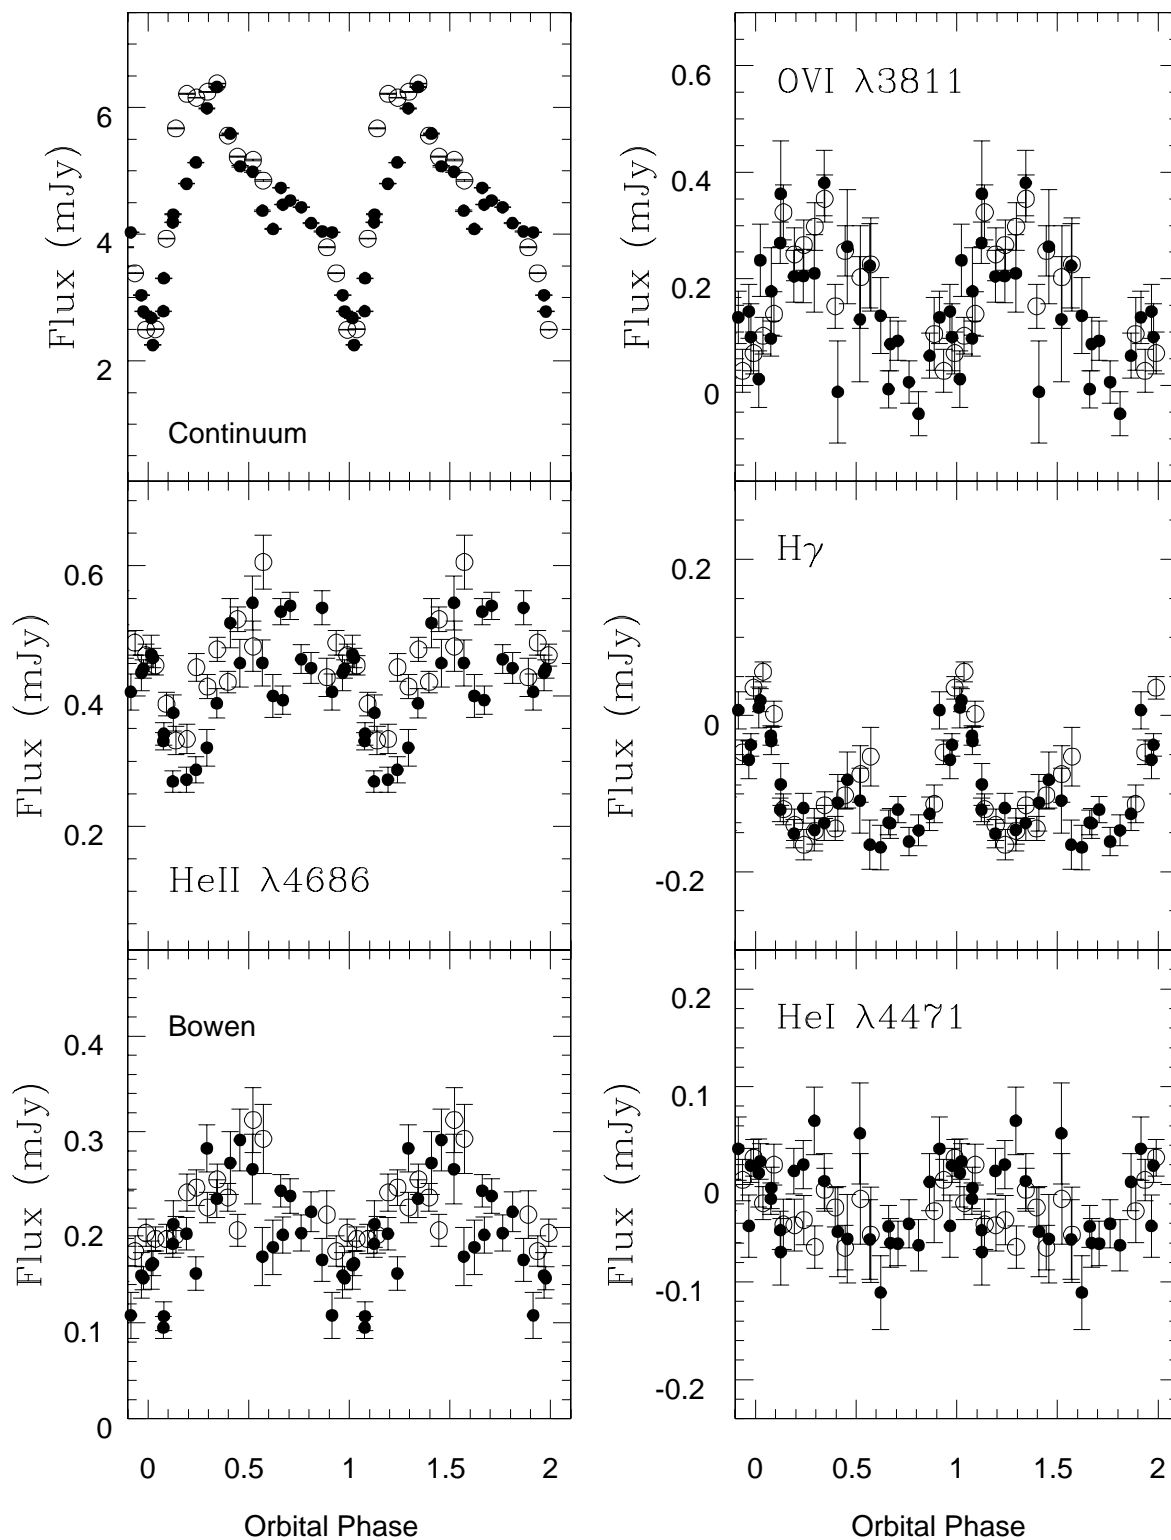 Flux (mJy)
6
4
2
Continuum
Flux (mJy)
0.6
0.4
0.2
HeII λ4686
Flux (mJy)
0.4
0.3
0.2
0.1
0
Bowen
0 0.5 1 1.5 2
Orbital Phase
Flux (mJy)
0.6
0.4
0.2
0
OVI λ3811
Flux (mJy)
0.2
0
-0.2
Hγ
Flux (mJy)
0.2
0.1
0
-0.1
-0.2
HeI λ4471
0 0.5 1 1.5 2
Orbital Phase